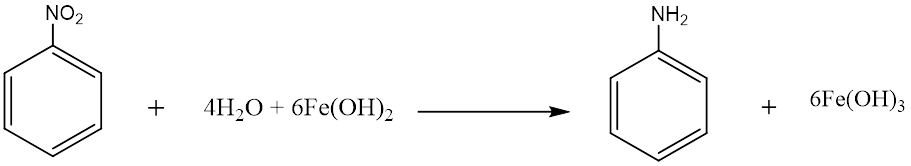 NO₂
+ 4H₂O + 6Fe(OH)₂
NH₂
+ 6Fe(OH)₃